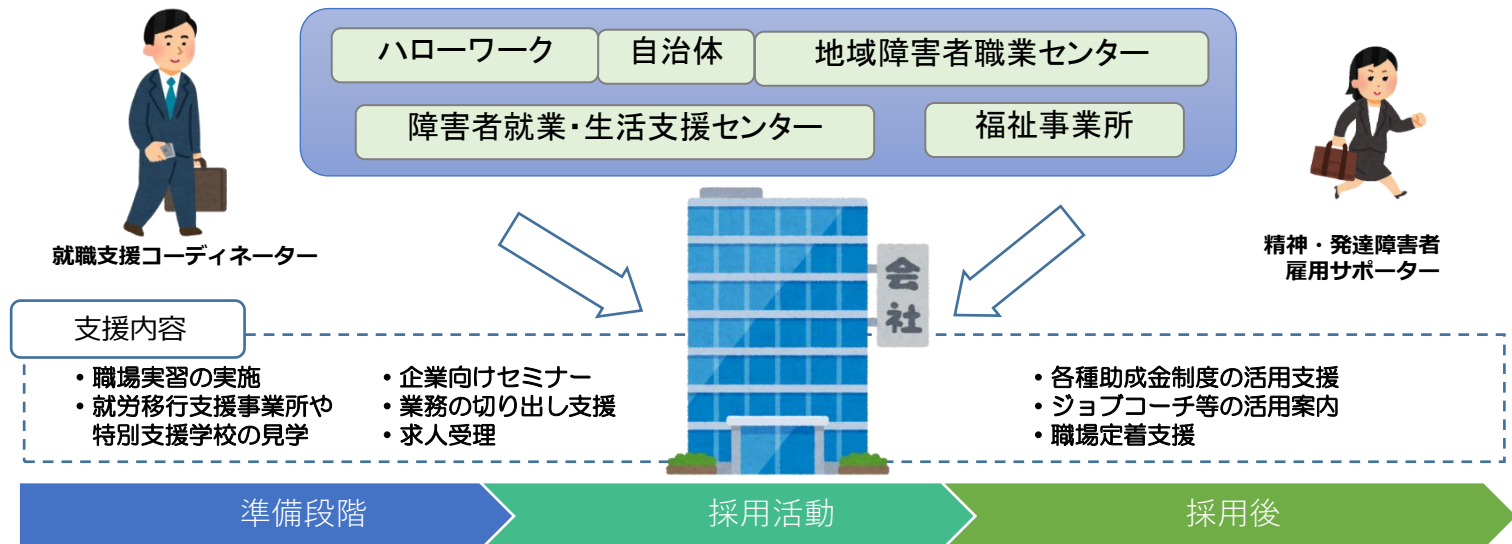 ハローワーク
自治体
地域障害者職業センター
障害者就業・生活支援センター
福祉事業所
就職支援コーディネーター
精神・発達障害者
雇用サポーター
会
社
支援内容
・職場実習の実施
・就労移行支援事業所や
特別支援学校の見学
・企業向けセミナー
・業務の切り出し支援
・求人受理
・各種助成金制度の活用支援
・ジョブコーチ等の活用案内
・職場定着支援
準備段階
採用活動
採用後